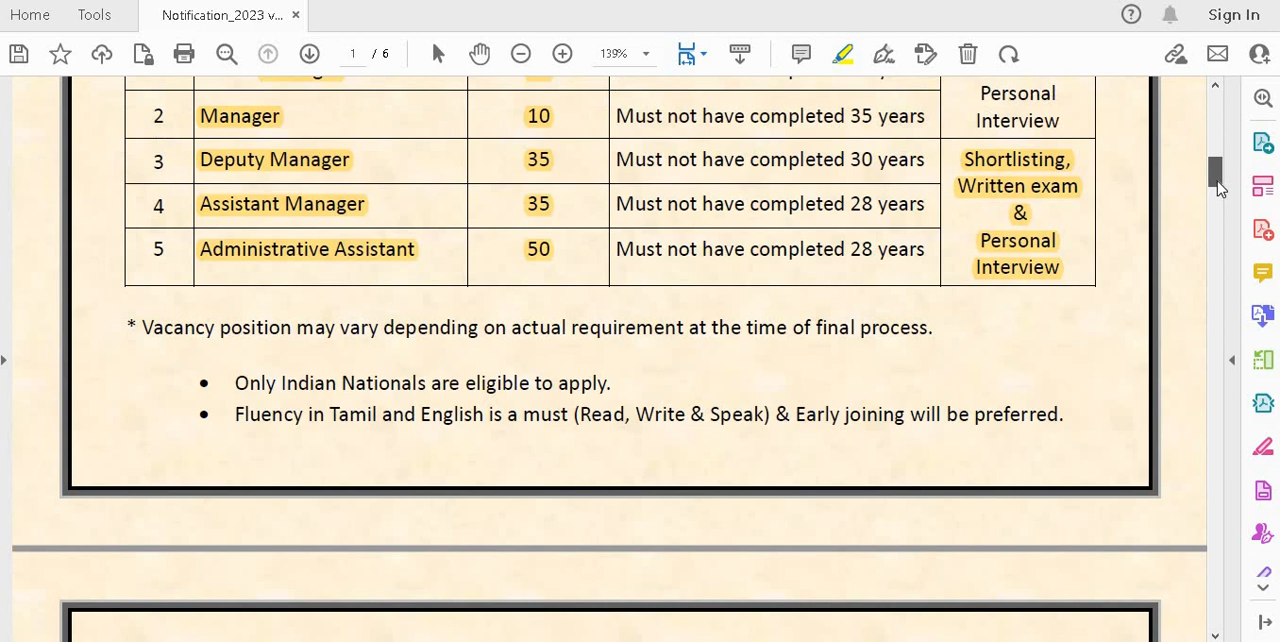 Home Tools Notification_2023 v... × Sign In
1 / 6 139%
2 Manager 10 Must not have completed 35 years Personal Interview
3 Deputy Manager 35 Must not have completed 30 years Shortlisting,
Written exam
4 Assistant Manager 35 Must not have completed 28 years &
5 Administrative Assistant 50 Must not have completed 28 years Personal
Interview
* Vacancy position may vary depending on actual requirement at the time of final process.
• Only Indian Nationals are eligible to apply.
• Fluency in Tamil and English is a must (Read, Write & Speak) & Early joining will be preferred.